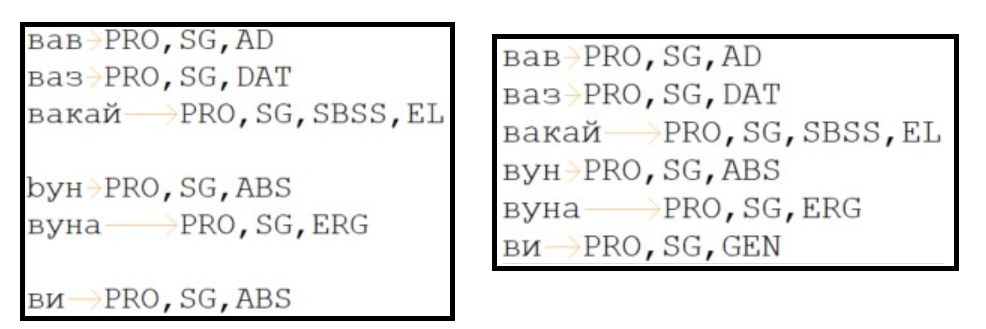 вав→PRO,SG,AD
ваз→PRO,SG,DAT
вакай→PRO,SG,SBSS,EL
bун→PRO,SG,ABS
вуна→PRO,SG,ERG
ви→PRO,SG,ABS
вав→PRO,SG,AD
ваз→PRO,SG,DAT
вакай→PRO,SG,SBSS,EL
вун→PRO,SG,ABS
вуна→PRO,SG,ERG
ви→PRO,SG,GEN